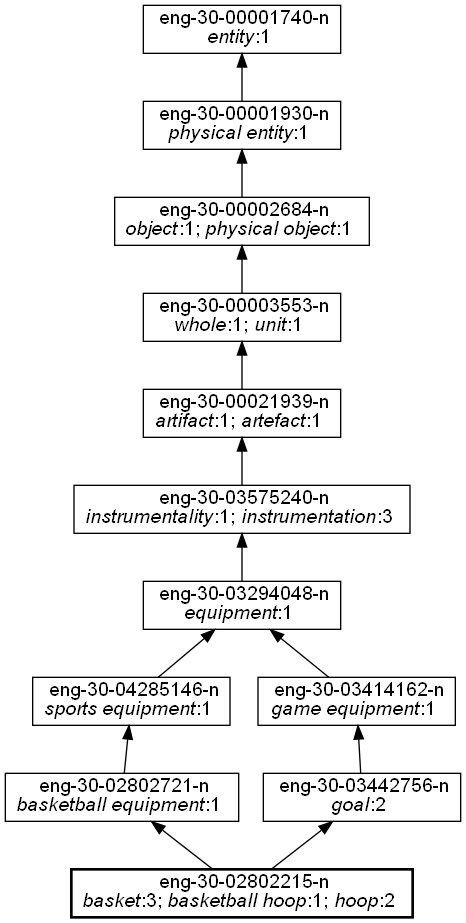 eng-30-00001740-n
entity:1
eng-30-00001930-n
physical entity:1
eng-30-00002684-n
object:1; physical object:1
eng-30-00003553-n
whole:1; unit:1
eng-30-00021939-n
artifact:1; artefact:1
eng-30-03575240-n
instrumentality:1; instrumentation:3
eng-30-03294048-n
equipment:1
eng-30-04285146-n
sports equipment:1
eng-30-03414162-n
game equipment:1
eng-30-02802721-n
basketball equipment:1
eng-30-03442756-n
goal:2
eng-30-02802215-n
basket:3; basketball hoop:1; hoop:2